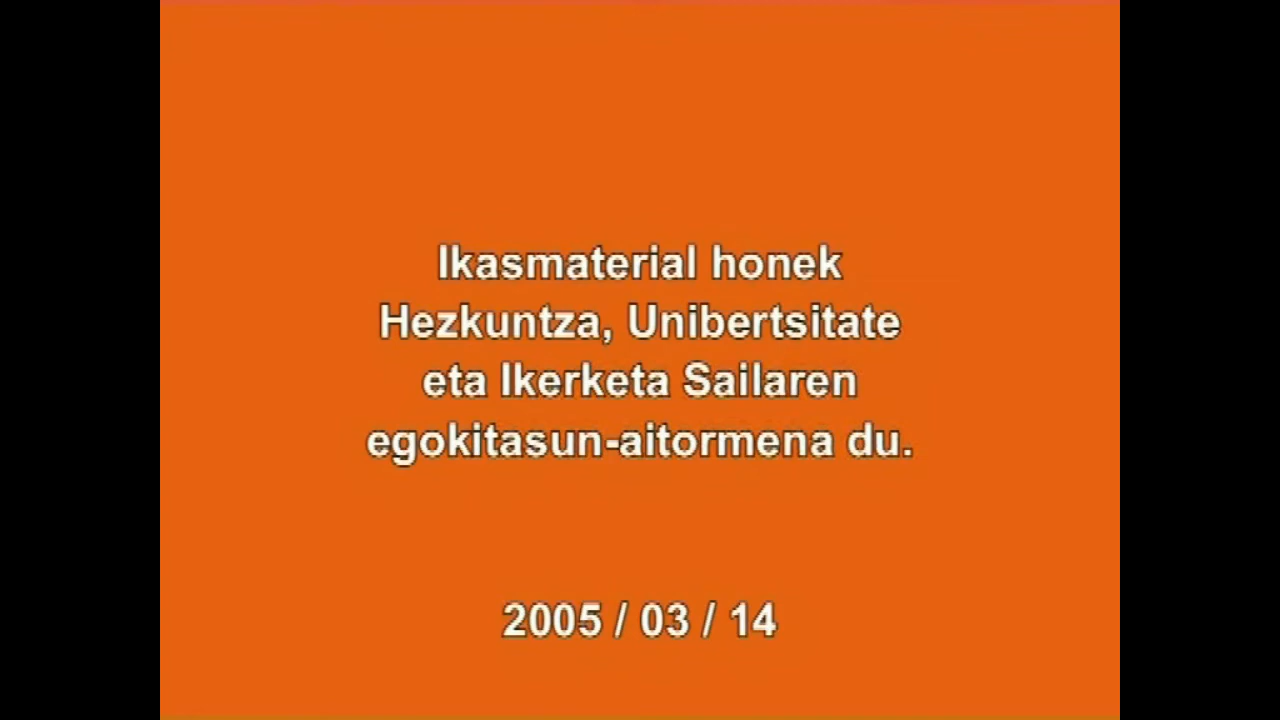 Ikasmaterial honek
Hezkuntza, Unibertsitate
eta Ikerketa Sailaren
egokitasun-aitormena du.
2005 / 03 / 14